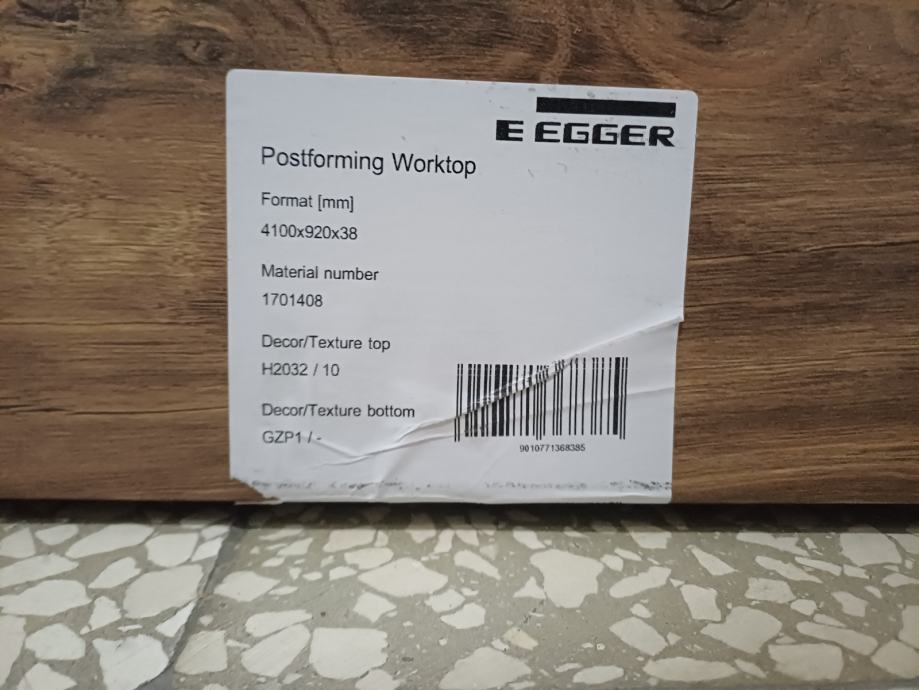 E EGGER
Postforming Worktop
Format [mm]
4100x920x38
Material number
1701408
Decor/Texture top
H2032 / 10
Decor/Texture bottom
GZP1 / -
9010771368385